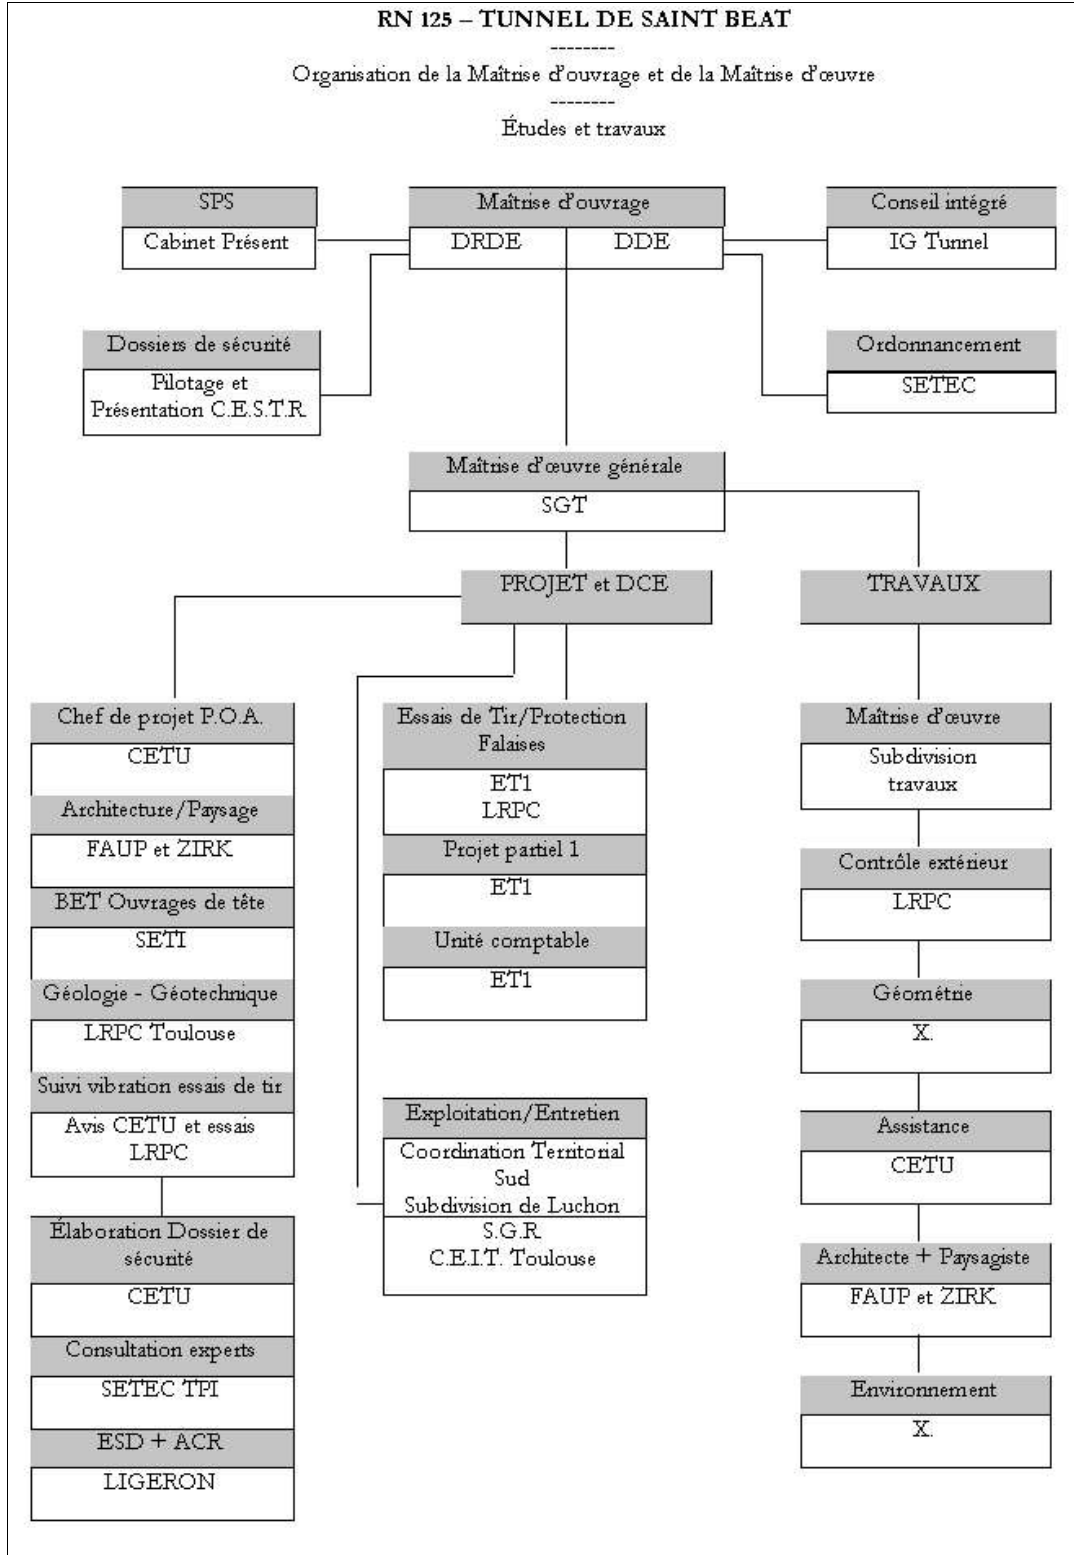 RN 125 – TUNNEL DE SAINT BEAT
--------
Organisation de la Maîtrise d'ouvrage et de la Maîtrise d'œuvre
--------
Études et travaux
SPS
Cabinet Présent
Maîtrise d'ouvrage
DRDE
DDE
Conseil intégré
IG Tunnel
Dossiers de sécurité
Pilotage et
Présentation C.E.S.T.R.
Ordonnancement
SETEC
Maîtrise d'œuvre générale
SGT
PROJET et DCE
TRAVAUX
Chef de projet P.O.A.
CETU
Architecture/Paysage
FAUP et ZIRK
BET Ouvrages de tête
SETI
Géologie - Géotechnique
LRPC Toulouse
Suivi vibration essais de tir
Avis CETU et essais
LRPC
Élaboration Dossier de
sécurité
CETU
Consultation experts
SETEC TPI
ESD + ACR
LIGERON
Essais de Tir/Protection
Falaises
ET1
LRPC
Projet partiel 1
ET1
Unité comptable
ET1
Exploitation/Entretien
Coordination Territorial
Sud
Subdivision de Luchon
S.G.R.
C.E.I.T. Toulouse
Maîtrise d'œuvre
Subdivision
travaux
Contrôle extérieur
LRPC
Géométrie
X.
Assistance
CETU
Architecte + Paysagiste
FAUP et ZIRK
Environnement
X.